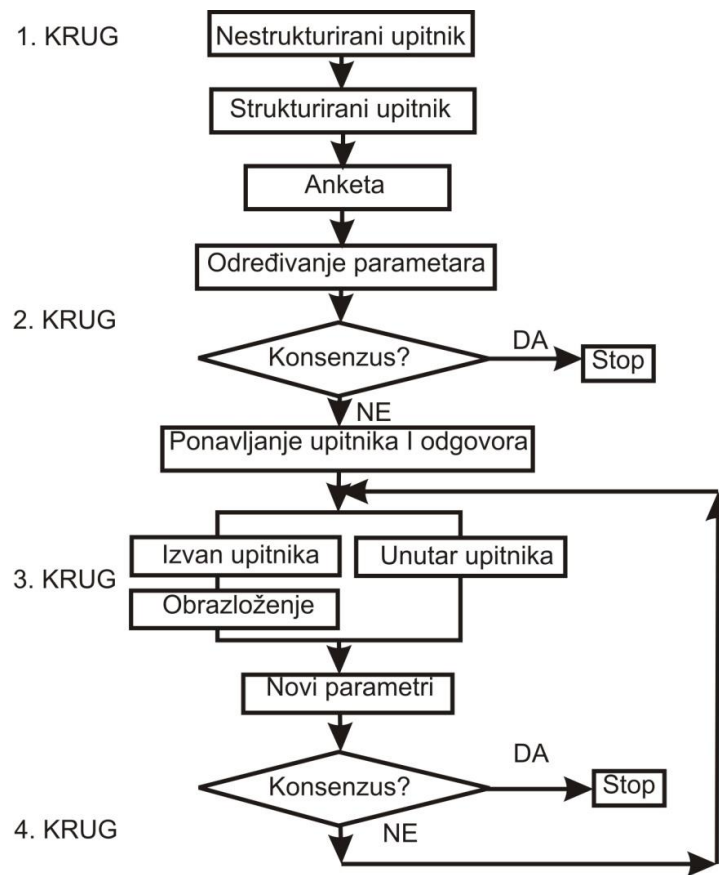 1. KRUG
Nestrukturirani upitnik
Strukturirani upitnik
Anketa
Određivanje parametara
2. KRUG
Konsenzus?
DA
Stop
NE
Ponavljanje upitnika I odgovora
3. KRUG
Izvan upitnika
Unutar upitnika
Obrazloženje
Novi parametri
Konsenzus?
DA
Stop
4. KRUG
NE